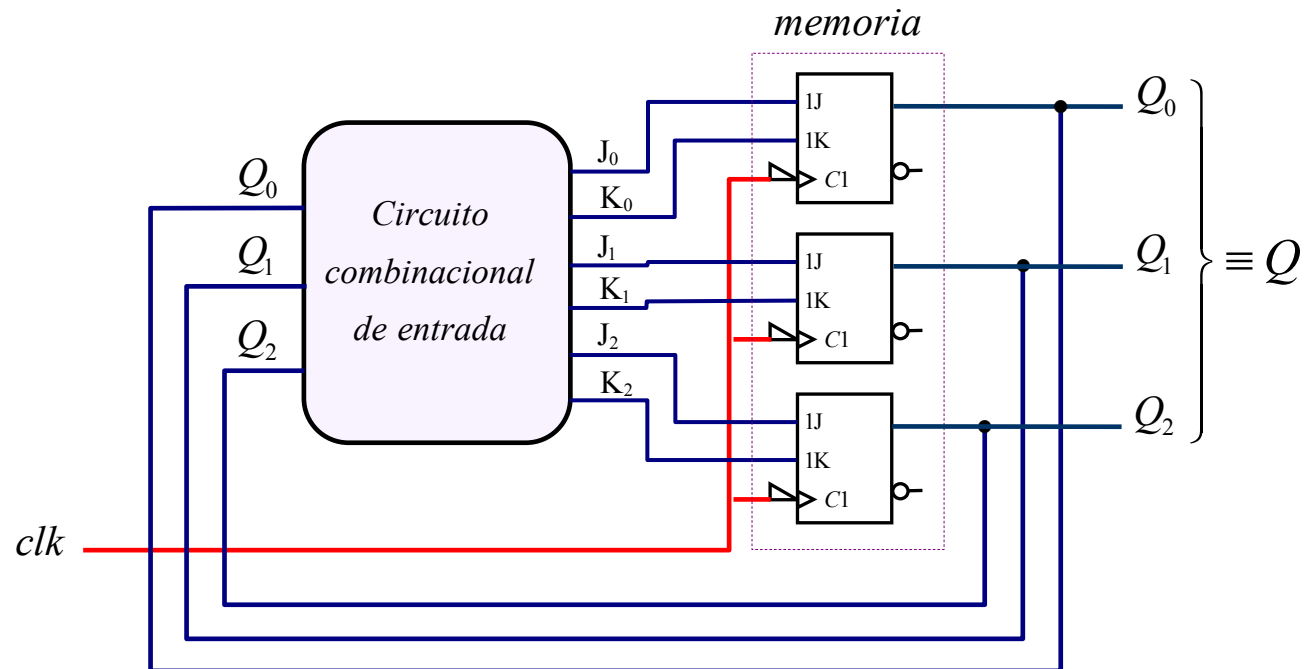 memoria
1J
1K
C1
Q0
Q0
Q1
Q2
Circuito
combinacional
de entrada
J0
K0
J1
K1
J2
K2
1J
1K
C1
Q1
≡ Q
1J
1K
C1
Q2
clk